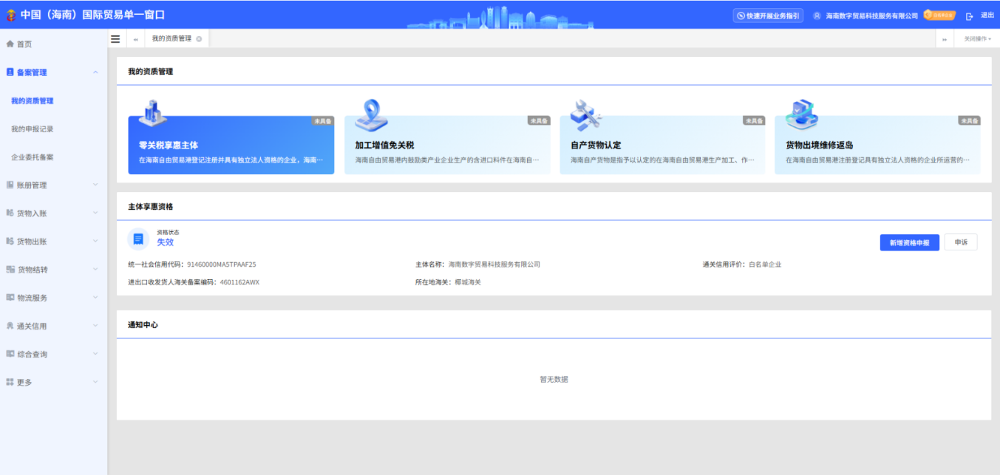 中国（海南）国际贸易单一窗口
快速开展业务指引
海南数字贸易科技服务有限公司
退出
首页
备案管理
我的资质管理
我的申报记录
企业委托备案
账册管理
货物入账
货物出账
货物结转
物流服务
通关信用
综合查询
更多
我的资质管理
关闭操作
我的资质管理
未具备
零关税享惠主体
在海南自由贸易港登记注册并具有独立法人资格的企业，海南···
未具备
加工增值免关税
海南自由贸易港内鼓励类产业企业生产的含进口料件在海南自···
未具备
自产货物认定
海南自产货物是指予以认定的在海南自由贸易港生产加工、作···
未具备
货物出境维修返岛
在海南自由贸易港注册登记具有独立法人资格的企业所运营的···
主体享惠资格
资格状态
失效
新增资格申报
申诉
统一社会信用代码：91460000MA5TPAAF25
主体名称：海南数字贸易科技服务有限公司
通关信用评价：白名单企业
进出口收发货人海关备案编码：4601162AWX
所在地海关：椰城海关
通知中心
暂无数据